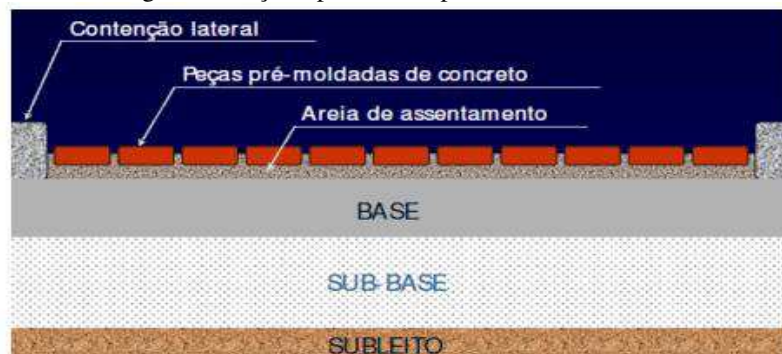 Contenção lateral
Peças pré-moldadas de concreto
Areia de assentamento
BASE
SUB-BASE
SUBLEITO